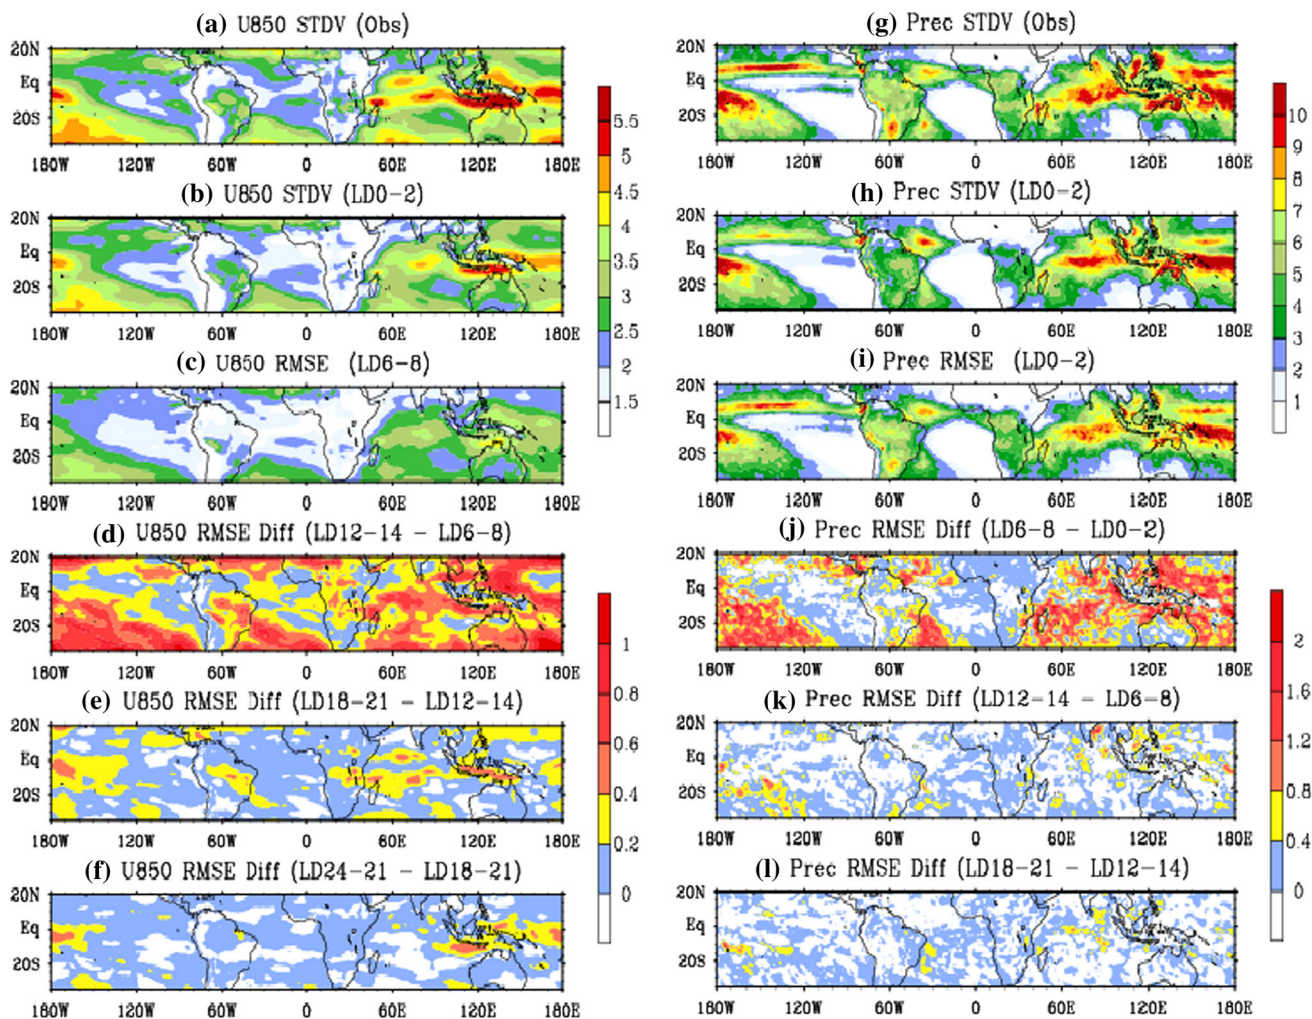 (a) U850 STDV (Obs)
20N
Eq
20S
180W 120W 60W 0 60E 120E 180E
(b) U850 STDV (LD0-2)
20N
Eq
20S
180W 120W 60W 0 60E 120E 180E
(c) U850 RMSE (LD6-8)
20N
Eq
20S
180W 120W 60W 0 60E 120E 180E
5.5
5
4.5
4
3.5
3
2.5
2
1.5
(d) U850 RMSE Diff (LD12-14 - LD6-8)
20N
Eq
20S
180W 120W 60W 0 60E 120E 180E
(e) U850 RMSE Diff (LD18-21 - LD12-14)
20N
Eq
20S
180W 120W 60W 0 60E 120E 180E
(f) U850 RMSE Diff (LD24-21 - LD18-21)
20N
Eq
20S
180W 120W 60W 0 60E 120E 180E
1
0.8
0.6
0.4
0.2
0
(g) Prec STDV (Obs)
20N
Eq
20S
180W 120W 60W 0 60E 120E 180E
(h) Prec STDV (LD0-2)
20N
Eq
20S
180W 120W 60W 0 60E 120E 180E
(i) Prec RMSE (LD0-2)
20N
Eq
20S
180W 120W 60W 0 60E 120E 180E
10
9
8
7
6
5
4
3
2
1
(j) Prec RMSE Diff (LD6-8 - LD0-2)
20N
Eq
20S
180W 120W 60W 0 60E 120E 180E
(k) Prec RMSE Diff (LD12-14 - LD6-8)
20N
Eq
20S
180W 120W 60W 0 60E 120E 180E
(l) Prec RMSE Diff (LD18-21 - LD12-14)
20N
Eq
20S
180W 120W 60W 0 60E 120E 180E
2
1.6
1.2
0.8
0.4
0